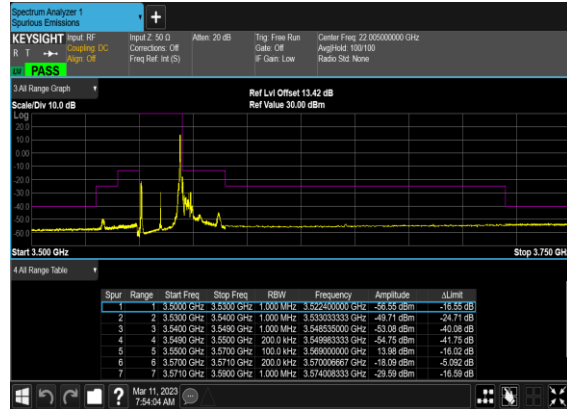 Spectrum Analyzer 1
Spurious Emissions
KEYSIGHT Input: RF Input Z: 50 Ω Atten: 20 dB Trig: Free Run Center Freq: 22.005000000 GHz
R T Coupling: DC Corrections: Off Gate: Off Avg|Hold: 100/100
Align: Off Freq Ref: Int (S) IF Gain: Low Radio Std: None
PASS
3 All Range Graph
Ref Lvl Offset 13.42 dB
Scale/Div 10.0 dB Ref Value 30.00 dBm
Log
20.0
10.0
0.00
-10.0
-20.0
-30.0
-40.0
-50.0
-60.0
Start 3.500 GHz Stop 3.750 GH
4 All Range Table
Spur Range Start Freq Stop Freq RBW Frequency Amplitude ΔLimit
1 1 3.5000 GHz 3.5300 GHz 1.000 MHz 3.522400000 GHz -56.55 dBm -16.55 dB
2 2 3.5300 GHz 3.5400 GHz 1.000 MHz 3.533033333 GHz -49.71 dBm -24.71 dB
3 3 3.5400 GHz 3.5490 GHz 1.000 MHz 3.548535000 GHz -53.08 dBm -40.08 dB
4 4 3.5490 GHz 3.5500 GHz 200.0 kHz 3.549983333 GHz -54.75 dBm -41.75 dB
5 5 3.5500 GHz 3.5700 GHz 100.0 kHz 3.569000000 GHz 13.98 dBm -16.02 dB
6 6 3.5700 GHz 3.5710 GHz 200.0 kHz 3.570006667 GHz -18.09 dBm -5.092 dB
7 7 3.5710 GHz 3.5900 GHz 1.000 MHz 3.574008333 GHz -29.59 dBm -16.59 dB
Mar 11, 2023
7:54:04 AM